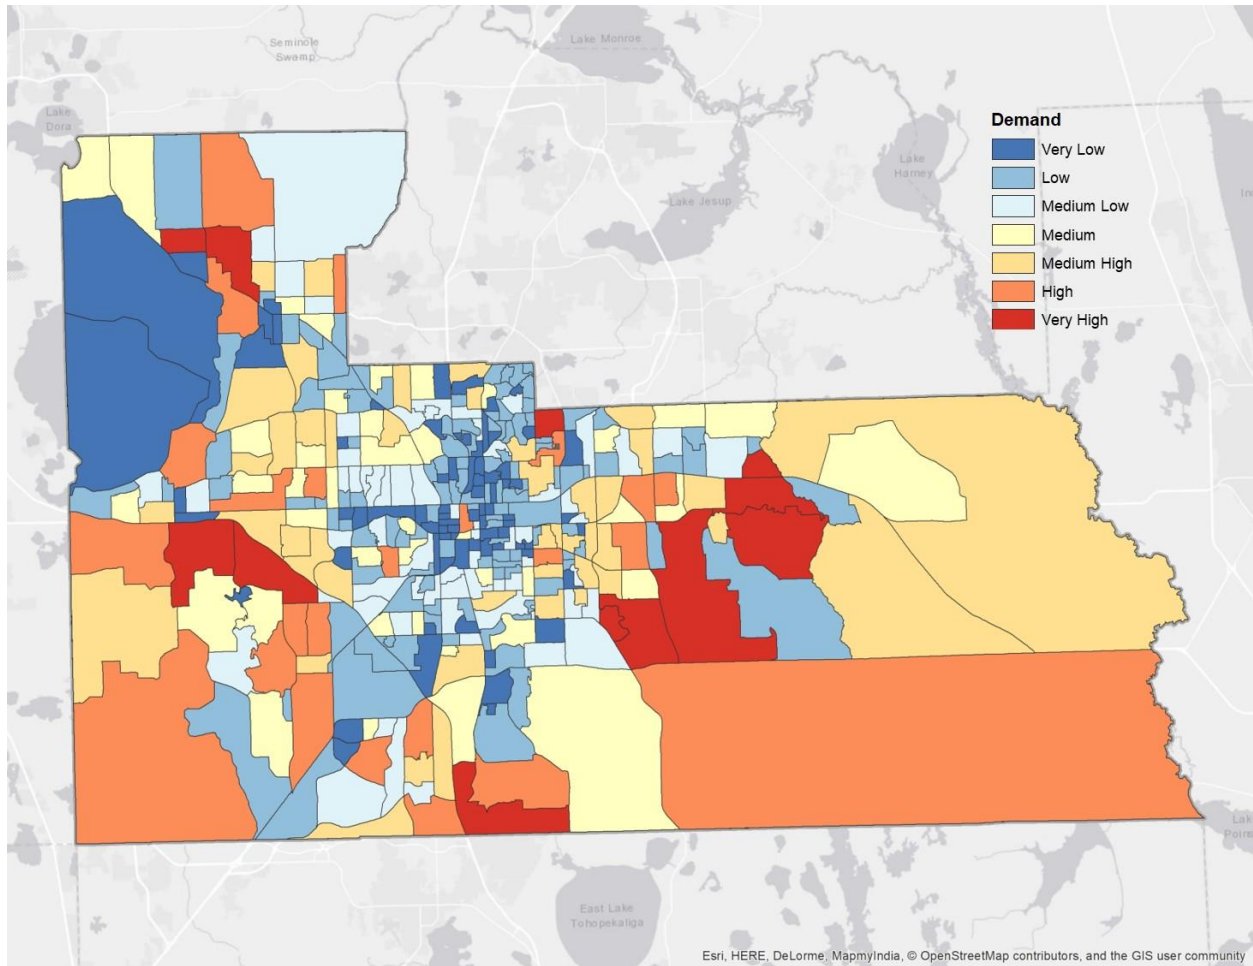 Lake Monroe
Seminole
Swamp
Lake
Dora
Demand
Very Low
Low
Medium Low
Medium
Medium High
High
Very High
Lake
Harney
Lake Jesup
East Lake
Tohopekaliga
Esri, HERE, DeLorme, MapmyIndia, © OpenStreetMap contributors, and the GIS user community